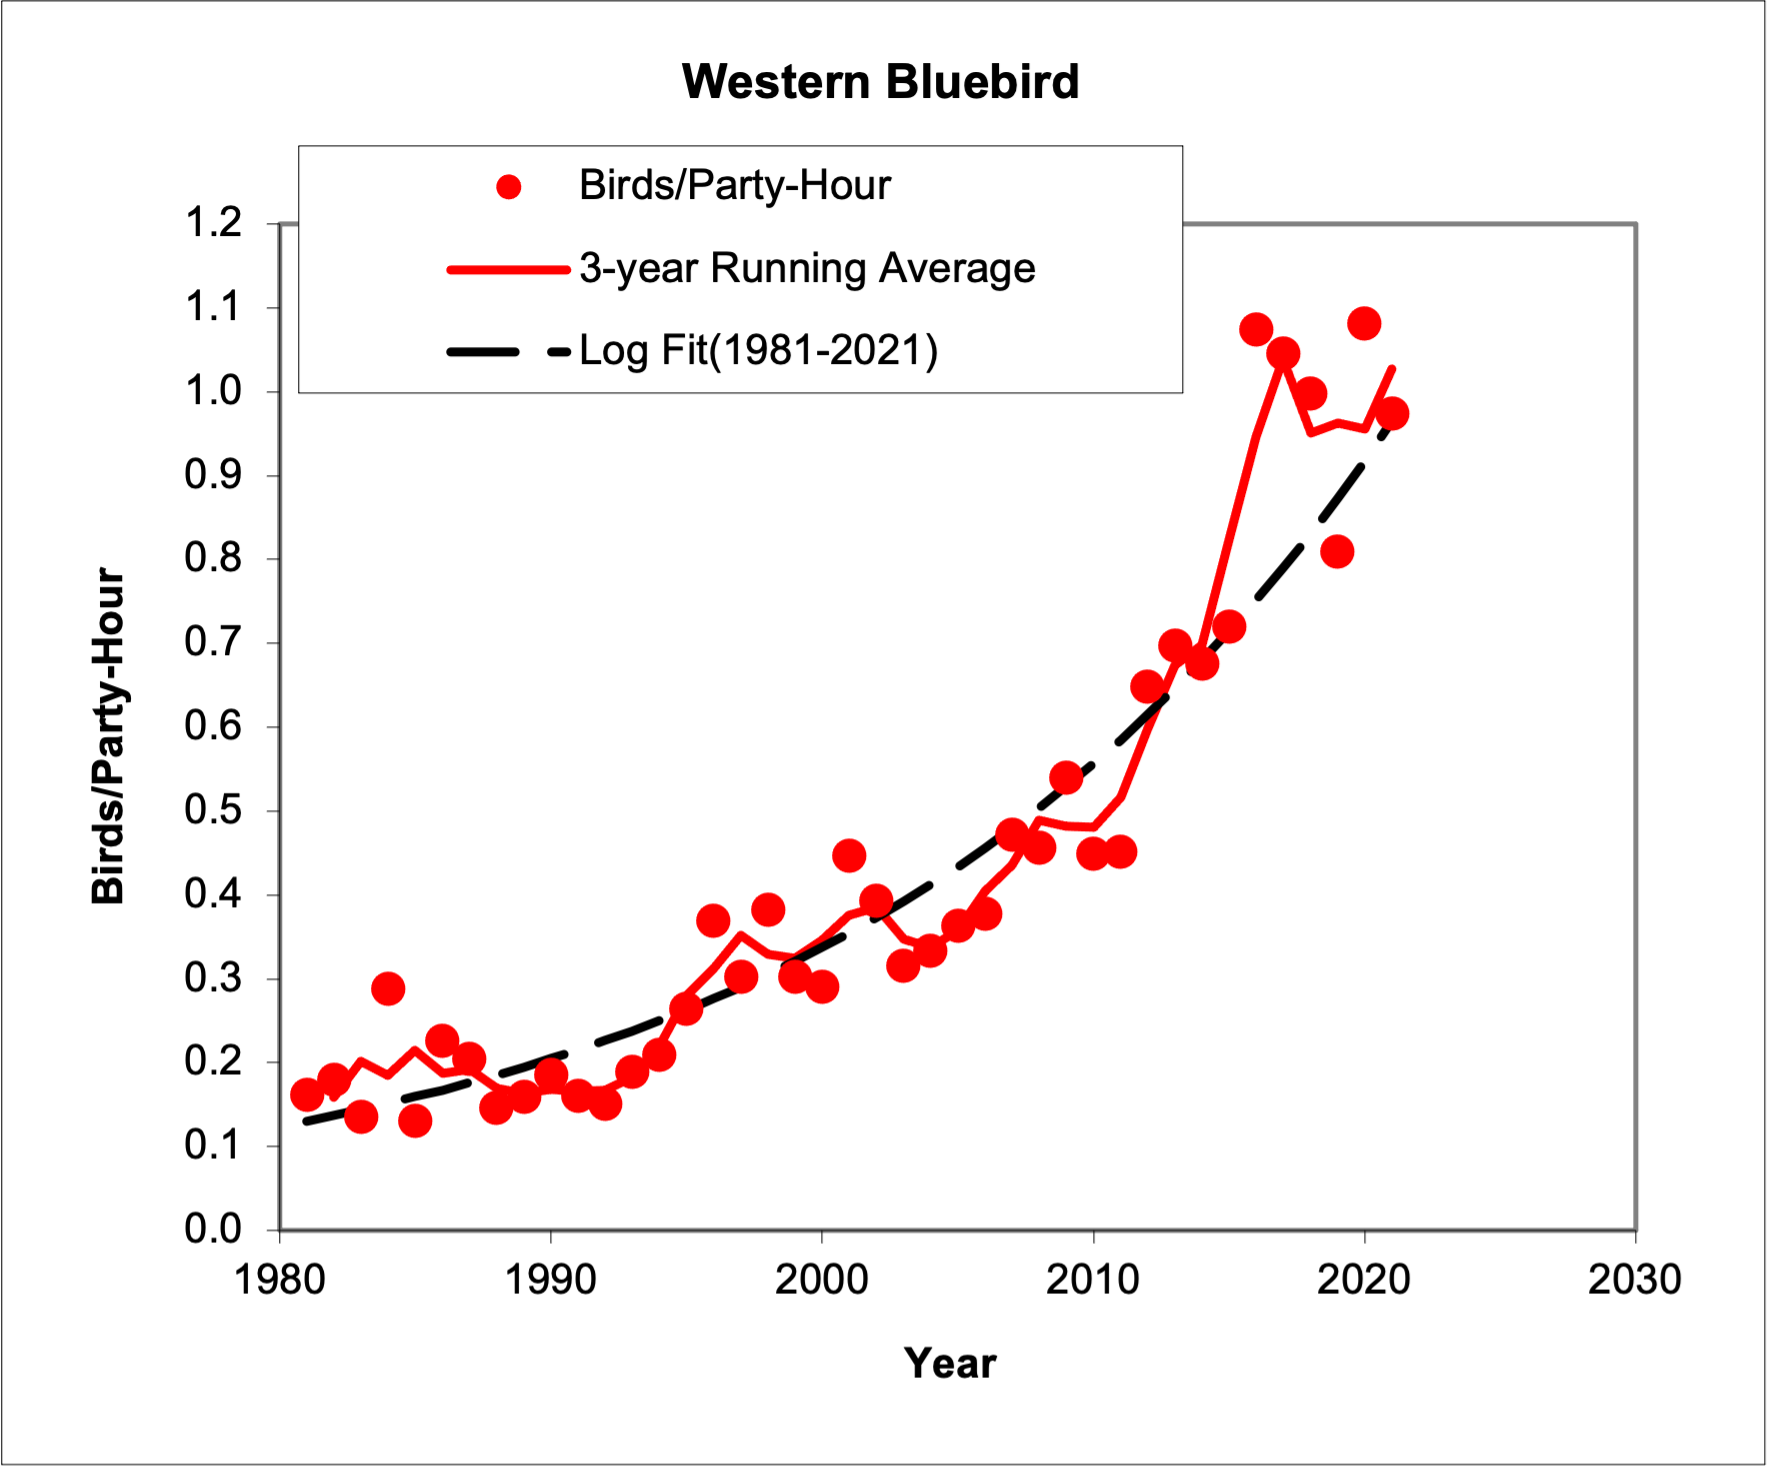 Western Bluebird
Birds/Party-Hour
3-year Running Average
Log Fit(1981-2021)
1.2
1.1
1.0
0.9
0.8
0.7
0.6
0.5
0.4
0.3
0.2
0.1
0.0
Birds/Party-Hour
1980 1990 2000 2010 2020 2030
Year